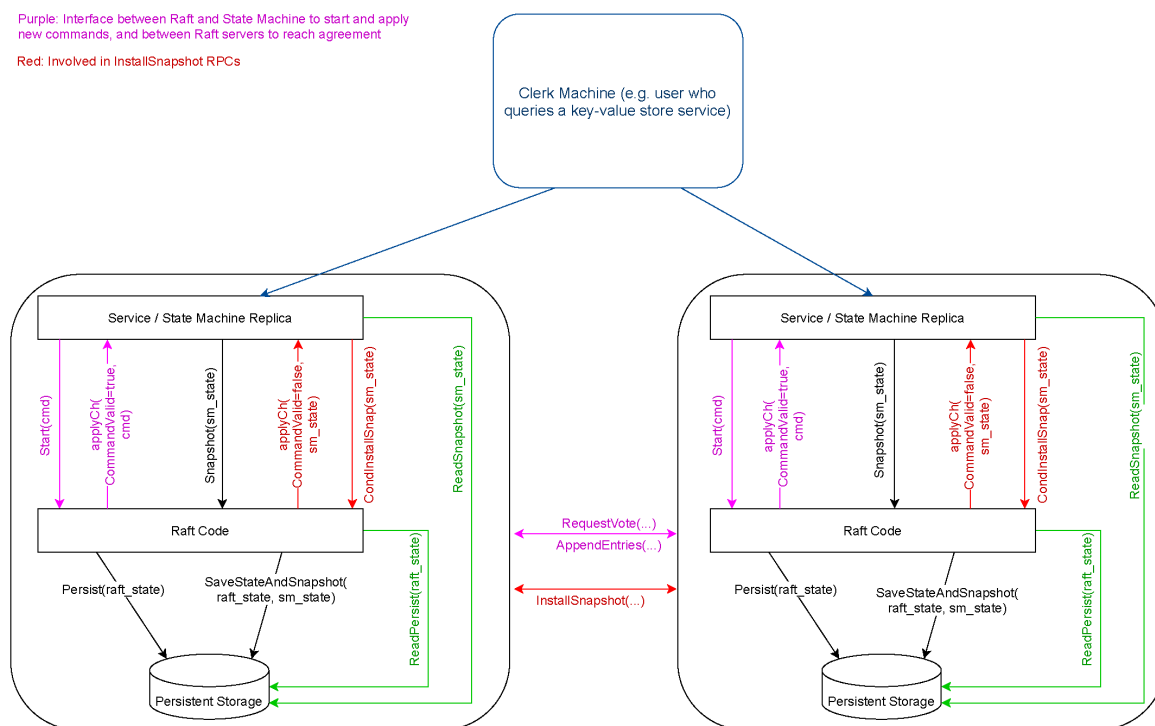 Purple: Interface between Raft and State Machine to start and apply
new commands, and between Raft servers to reach agreement
Red: Involved in InstallSnapshot RPCs
Clerk Machine (e.g. user who
queries a key-value store service)
Service / State Machine Replica
Start(cmd)
applyCh(
CommandValid=true,
cmd)
Snapshot(sm_state)
applyCh(
CommandValid=false,
sm_state)
CondInstallSnap(sm_state)
ReadSnapshot(sm_state)
Raft Code
Persist(raft_state)
SaveStateAndSnapshot(
raft_state, sm_state)
ReadPersist(raft_state)
Persistent Storage
RequestVote(...)
AppendEntries(...)
InstallSnapshot(...)
Service / State Machine Replica
Start(cmd)
applyCh(
CommandValid=true,
cmd)
Snapshot(sm_state)
applyCh(
CommandValid=false,
sm_state)
CondInstallSnap(sm_state)
ReadSnapshot(sm_state)
Raft Code
Persist(raft_state)
SaveStateAndSnapshot(
raft_state, sm_state)
ReadPersist(raft_state)
Persistent Storage